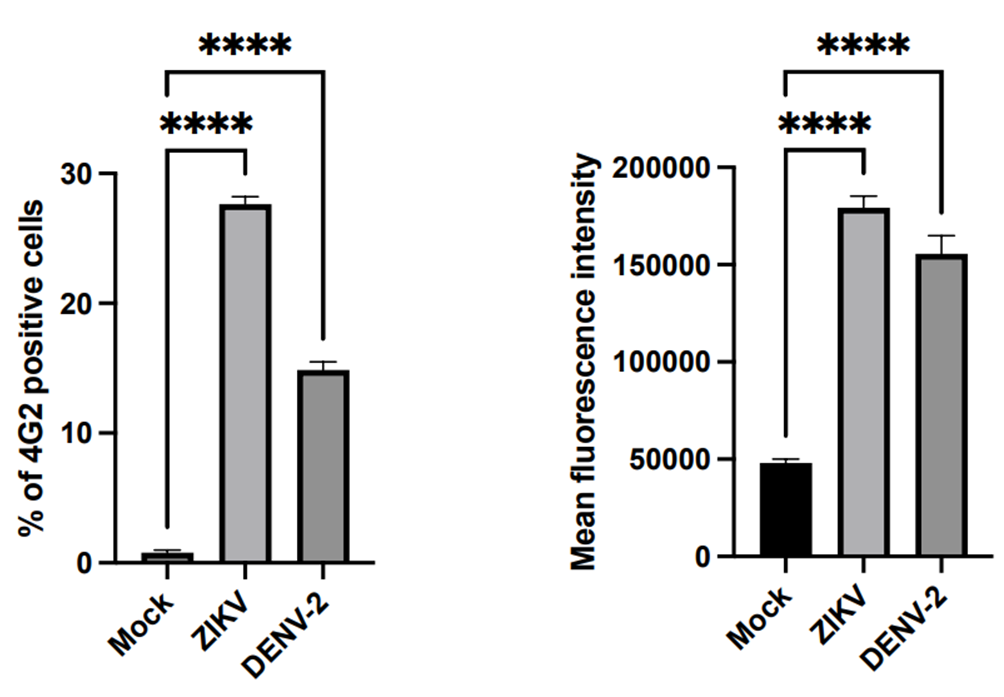 ****
****
% of 4G2 positive cells
30
20
10
0
Mock
ZIKV
DENV-2
****
****
Mean fluorescence intensity
200000
150000
100000
50000
0
Mock
ZIKV
DENV-2